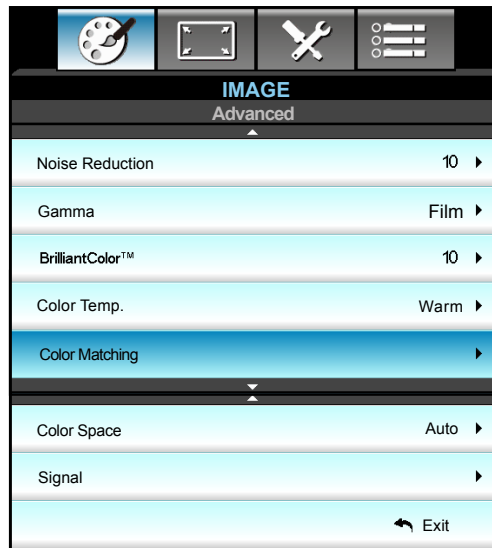 IMAGE
Advanced
Noise Reduction 10
Gamma Film
BrilliantColor™ 10
Color Temp. Warm
Color Matching
Color Space Auto
Signal
Exit